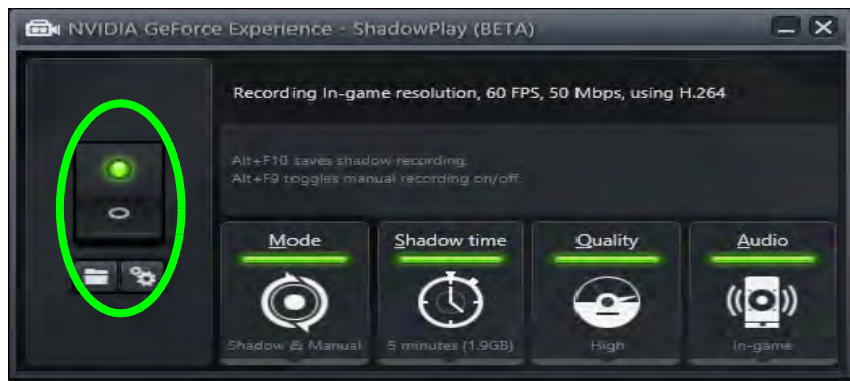 NVIDIA GeForce Experience - ShadowPlay (BETA)
Recording In-game resolution, 60 FPS, 50 Mbps, using H.264
Alt+F10 saves shadow recording.
Alt+F9 toggles manual recording on/off.
Mode
Shadow time
Quality
Audio
Shadow & Manual
5 minutes (1.9GB)
High
In-game